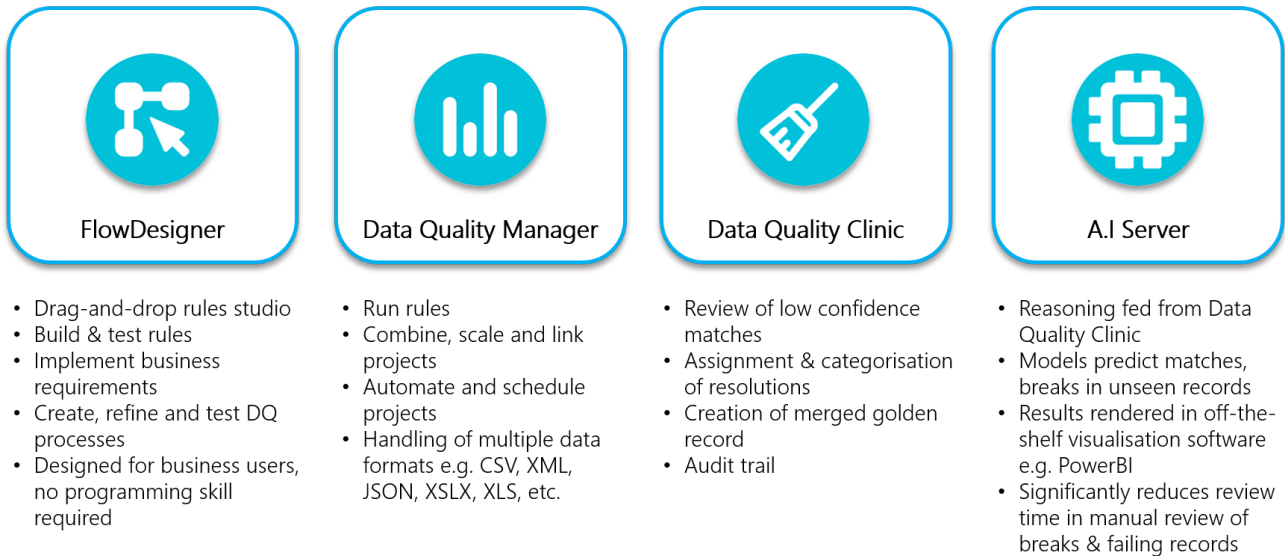 FlowDesigner
• Drag-and-drop rules studio
• Build & test rules
• Implement business
requirements
• Create, refine and test DQ
processes
• Designed for business users,
no programming skill
required
Data Quality Manager
• Run rules
• Combine, scale and link
projects
• Automate and schedule
projects
• Handling of multiple data
formats e.g. CSV, XML,
JSON, XSLX, XLS, etc.
Data Quality Clinic
• Review of low confidence
matches
• Assignment & categorisation
of resolutions
• Creation of merged golden
record
• Audit trail
A.I Server
• Reasoning fed from Data
Quality Clinic
• Models predict matches,
breaks in unseen records
• Results rendered in off-the-
shelf visualisation software
e.g. PowerBI
• Significantly reduces review
time in manual review of
breaks & failing records